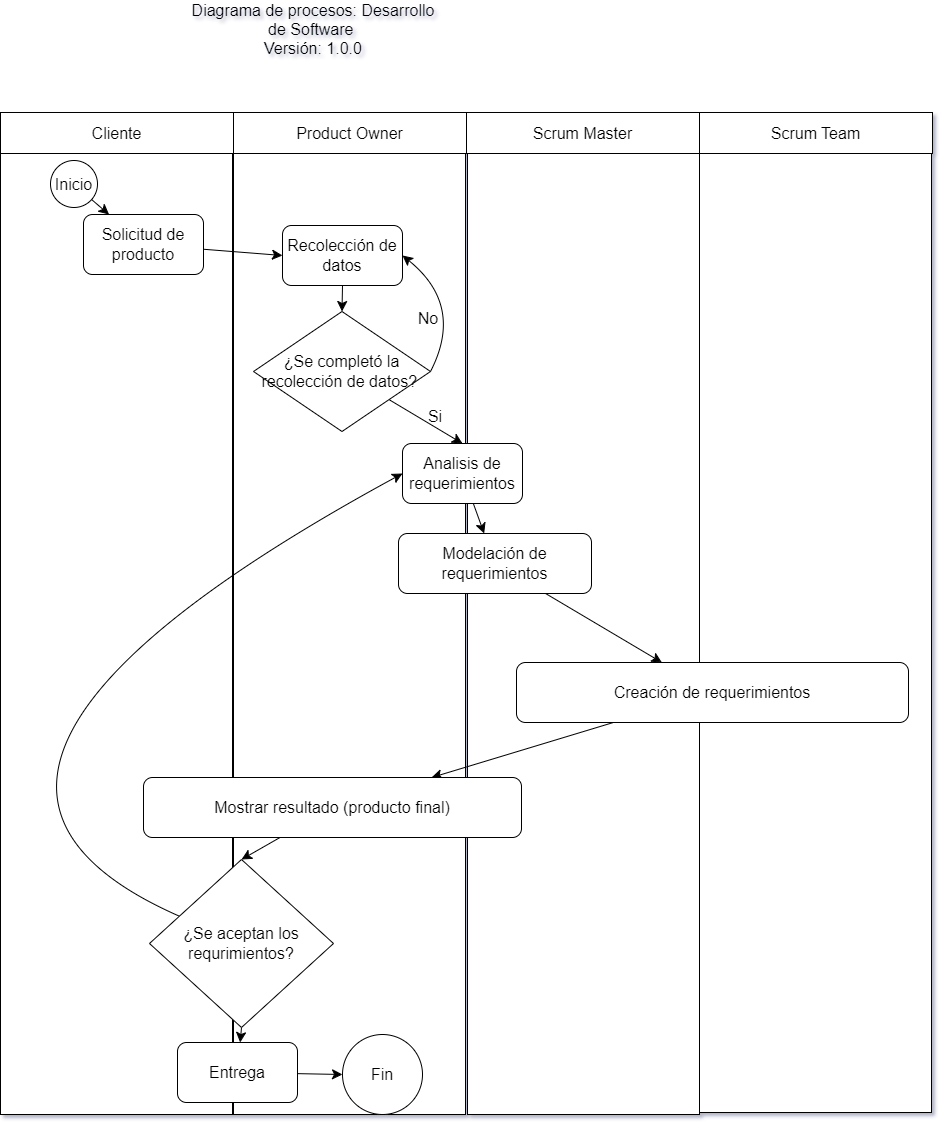 Diagrama de procesos: Desarrollo
de Software
Versión: 1.0.0
Cliente
Product Owner
Scrum Master
Scrum Team
Inicio
Solicitud de
producto
Recolección de
datos
No
¿Se completó la
recolección de datos?
Si
Analisis de
requerimientos
Modelación de
requerimientos
Creación de requerimientos
Mostrar resultado (producto final)
¿Se aceptan los
requrimientos?
Entrega
Fin